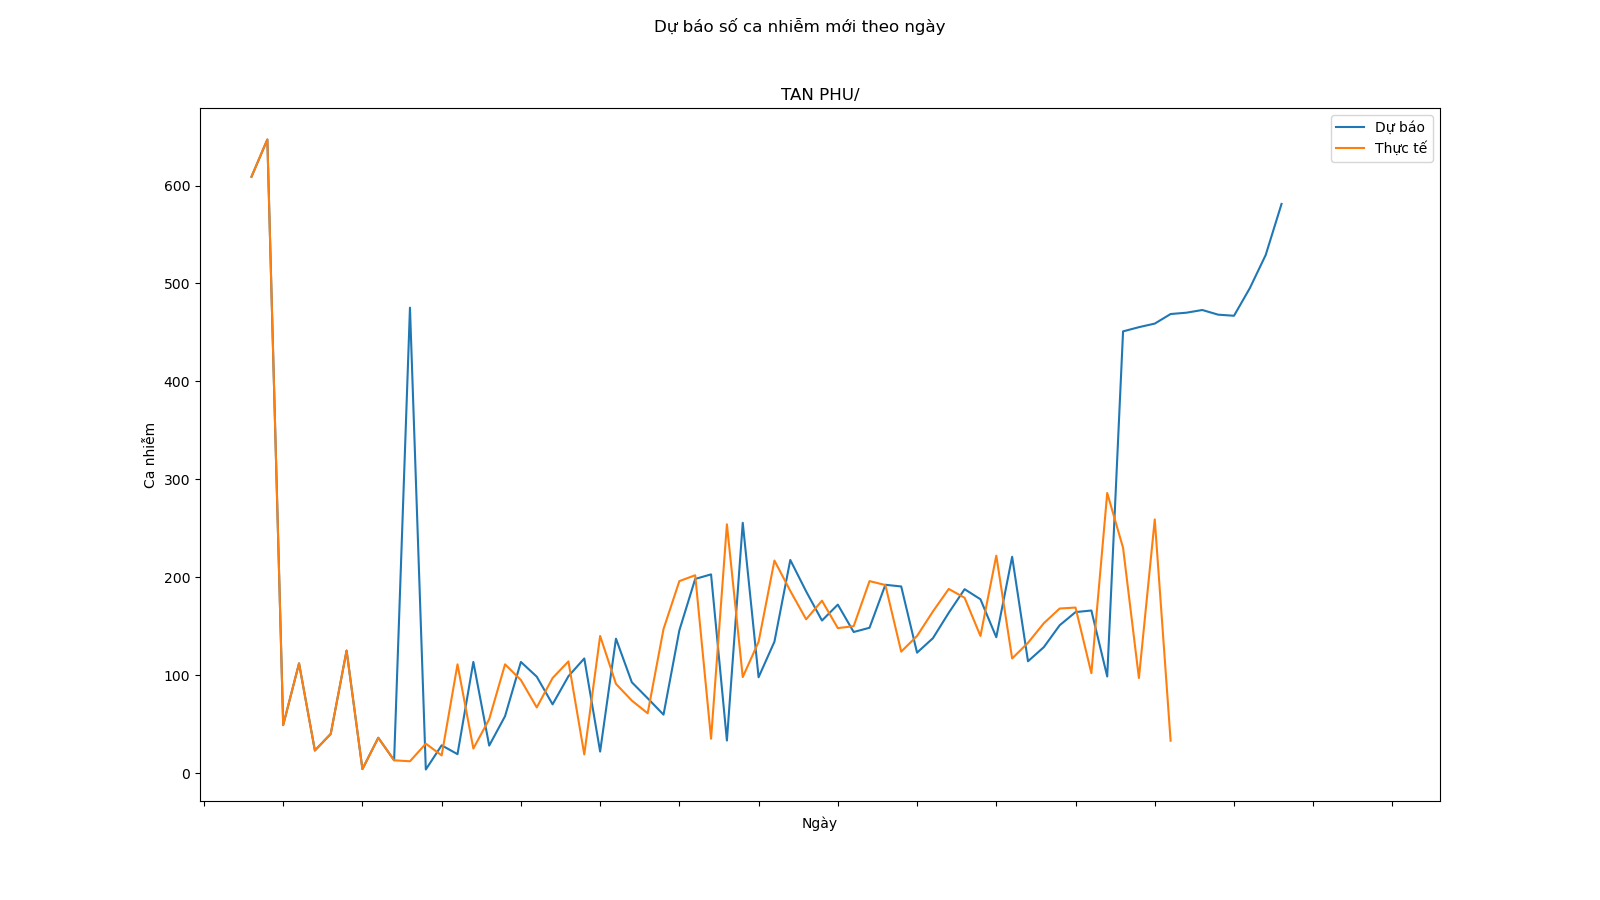 Dự báo số ca nhiễm mới theo ngày
TAN PHU/
Dự báo
Thực tế
600
500
400
300
200
100
0
Ca nhiễm
Ngày